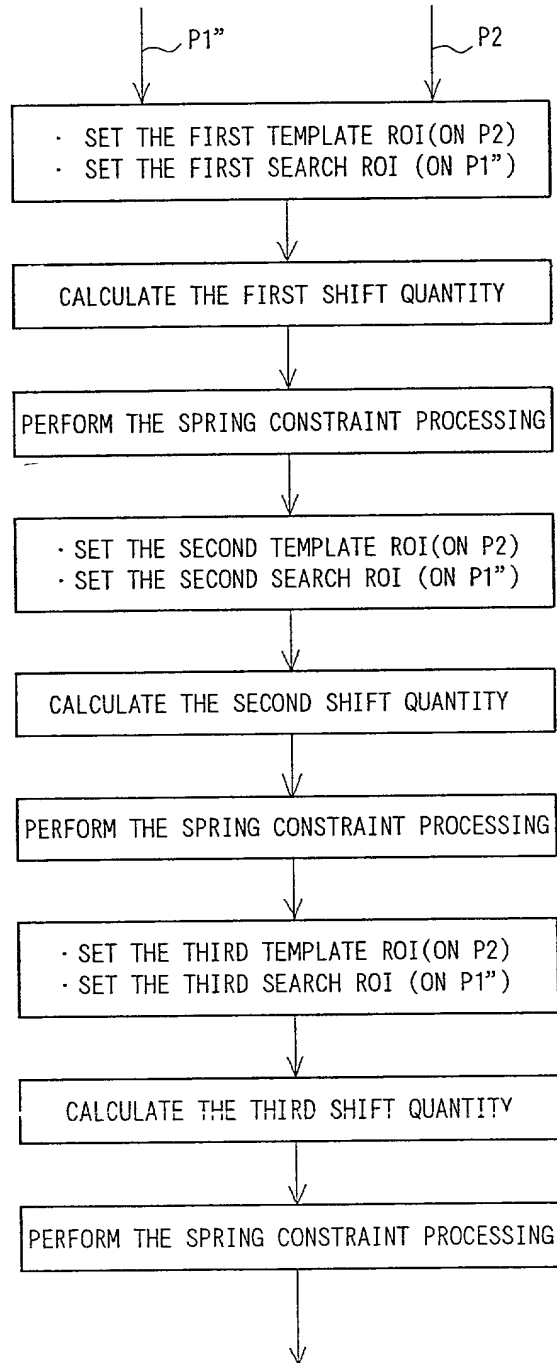 P1” P2
· SET THE FIRST TEMPLATE ROI(ON P2)
· SET THE FIRST SEARCH ROI (ON P1”)
CALCULATE THE FIRST SHIFT QUANTITY
PERFORM THE SPRING CONSTRAINT PROCESSING
· SET THE SECOND TEMPLATE ROI(ON P2)
· SET THE SECOND SEARCH ROI (ON P1”)
CALCULATE THE SECOND SHIFT QUANTITY
PERFORM THE SPRING CONSTRAINT PROCESSING
· SET THE THIRD TEMPLATE ROI(ON P2)
· SET THE THIRD SEARCH ROI (ON P1”)
CALCULATE THE THIRD SHIFT QUANTITY
PERFORM THE SPRING CONSTRAINT PROCESSING